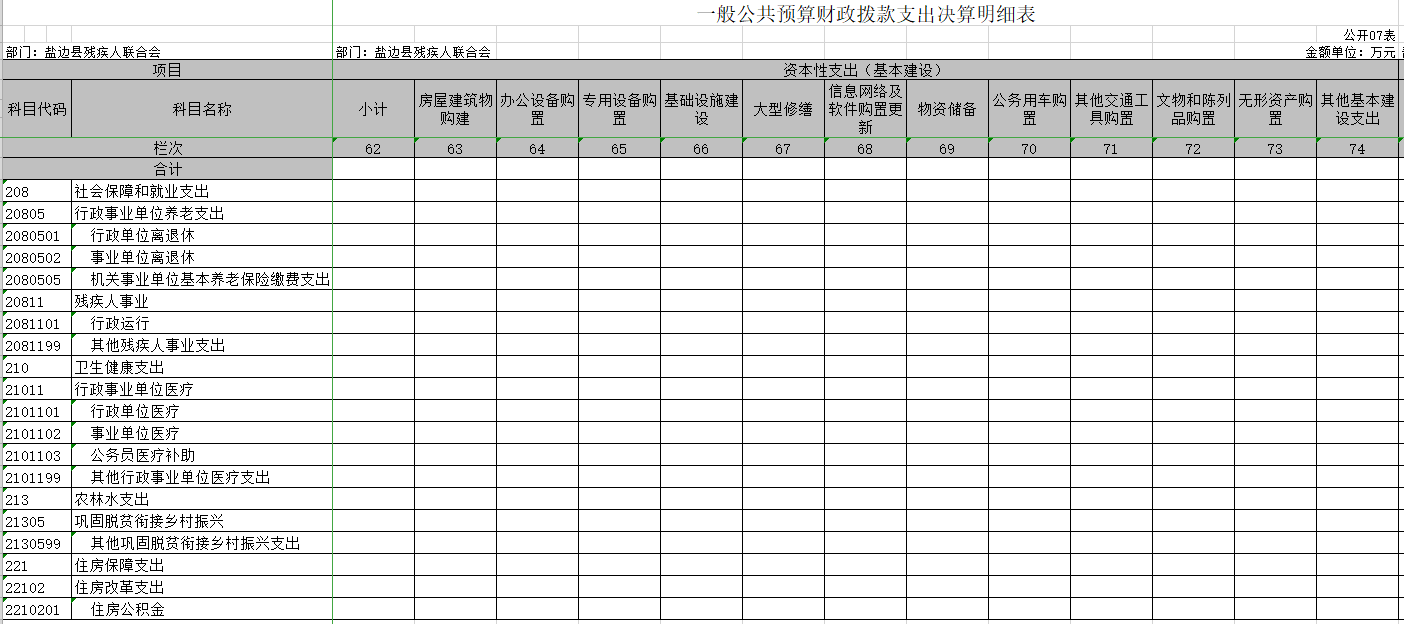 一般公共预算财政拨款支出决算明细表
公开07表
部门：盐边县残疾人联合会 部门：盐边县残疾人联合会 金额单位：万元
项目 资本性支出（基本建设）
科目代码 科目名称 小计 房屋建筑物购建 办公设备购置 专用设备购置 基础设施建设 大型修缮 信息网络及软件购置更新 物资储备 公务用车购置 其他交通工具购置 文物和陈列品购置 无形资产购置 其他基本建设支出
栏次 62 63 64 65 66 67 68 69 70 71 72 73 74
合计
208 社会保障和就业支出
20805 行政事业单位养老支出
2080501 行政单位离退休
2080502 事业单位离退休
2080505 机关事业单位基本养老保险缴费支出
20811 残疾人事业
2081101 行政运行
2081199 其他残疾人事业支出
210 卫生健康支出
21011 行政事业单位医疗
2101101 行政单位医疗
2101102 事业单位医疗
2101103 公务员医疗补助
2101199 其他行政事业单位医疗支出
213 农林水支出
21305 巩固脱贫衔接乡村振兴
2130599 其他巩固脱贫衔接乡村振兴支出
221 住房保障支出
22102 住房改革支出
2210201 住房公积金